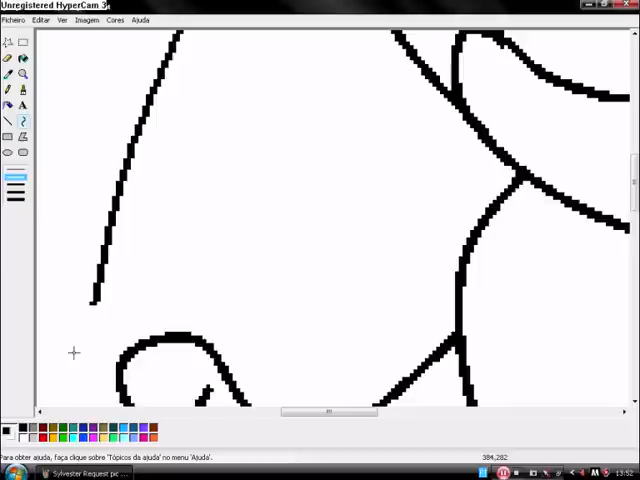 Unregistered HyperCam 3
Ficheiro Editar Ver Imagem Cores Ajuda
A
Para obter ajuda, faça clique sobre 'Tópicos da ajuda' no menu 'Ajuda'.
384,282
Sylvester Request pic ...
13:52